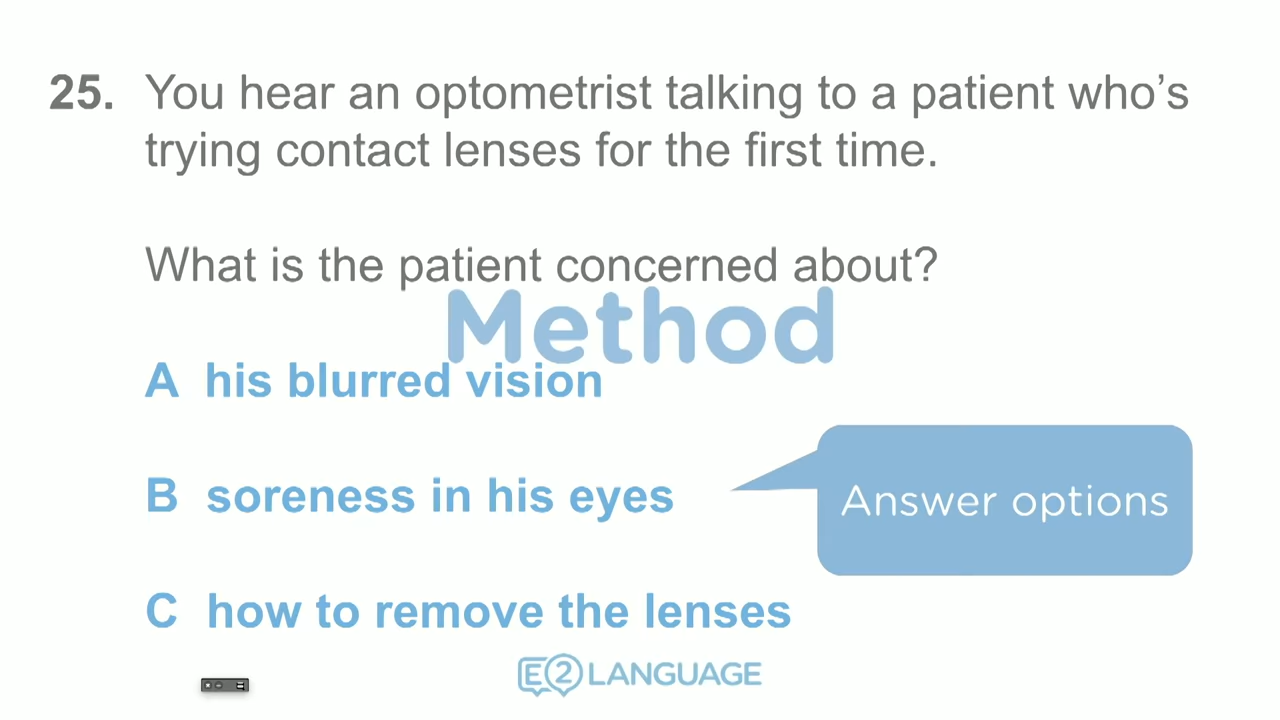 25. You hear an optometrist talking to a patient who's
trying contact lenses for the first time.
What is the patient concerned about?
Method
A his blurred vision
B soreness in his eyes
Answer options
C how to remove the lenses
E2 LANGUAGE